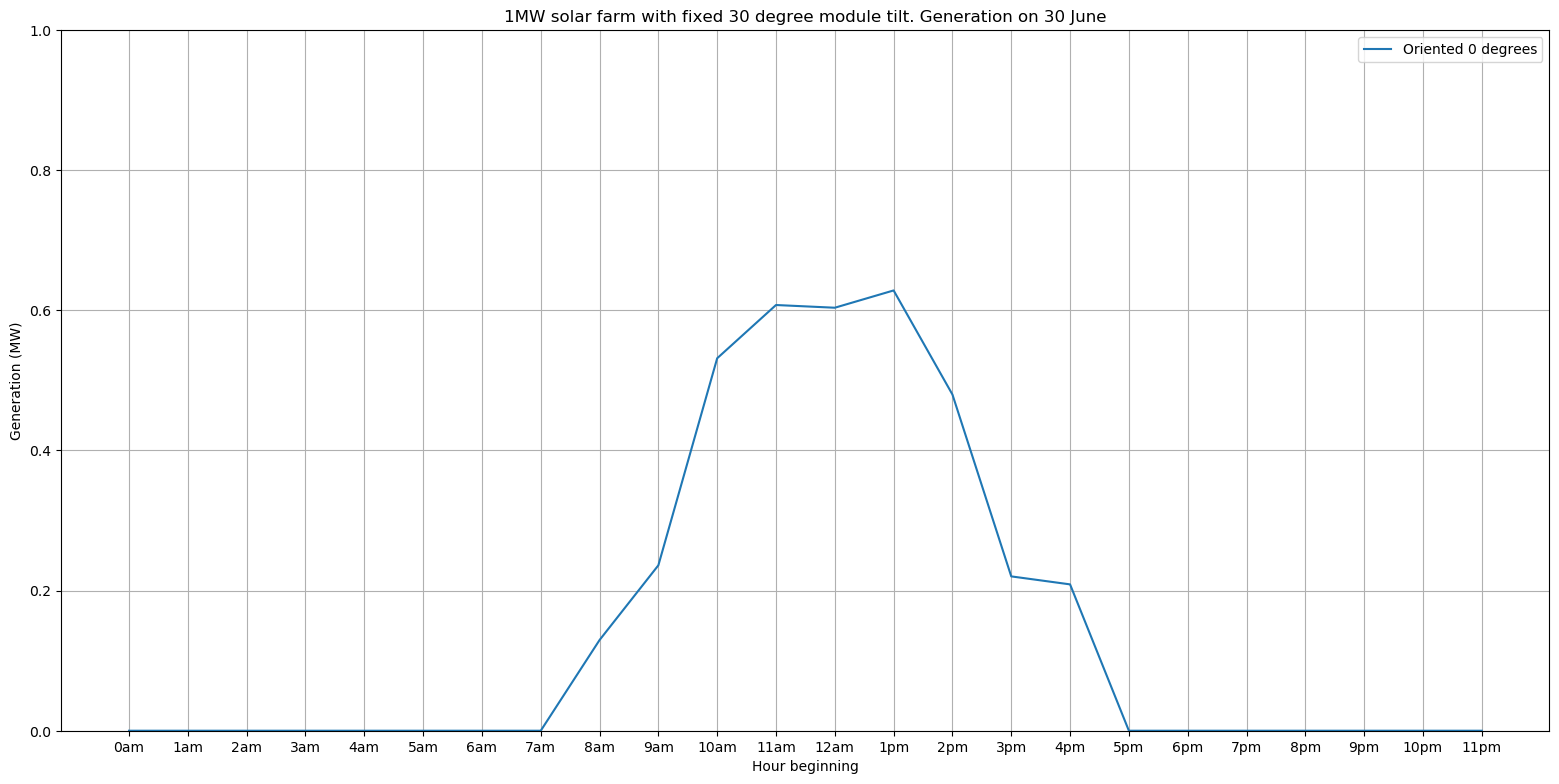 1MW solar farm with fixed 30 degree module tilt. Generation on 30 June
Oriented 0 degrees
1.0
0.8
0.6
0.4
0.2
0.0
Generation (MW)
0am 1am 2am 3am 4am 5am 6am 7am 8am 9am 10am 11am 12am 1pm 2pm 3pm 4pm 5pm 6pm 7pm 8pm 9pm 10pm 11pm
Hour beginning